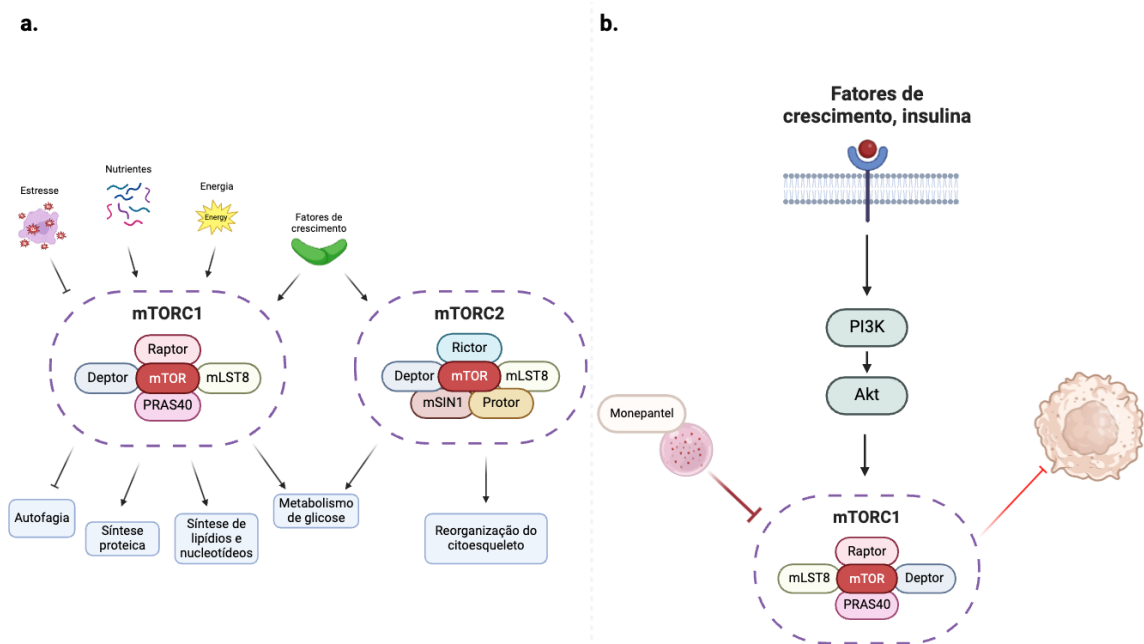 a.
Estresse
Nutrientes
Energia
Energy
Fatores de
crescimento
mTORC1
Raptor
Deptor
mTOR
mLST8
PRAS40
mTORC2
Rictor
Deptor
mTOR
mLST8
mSIN1
Protor
Autofagia
Síntese
proteica
Síntese de
lipídios e
nucleotídeos
Metabolismo
de glicose
Reorganização do
citoesqueleto
b.
Fatores de
crescimento, insulina
PI3K
Akt
Monepantel
mTORC1
Raptor
mLST8
mTOR
Deptor
PRAS40